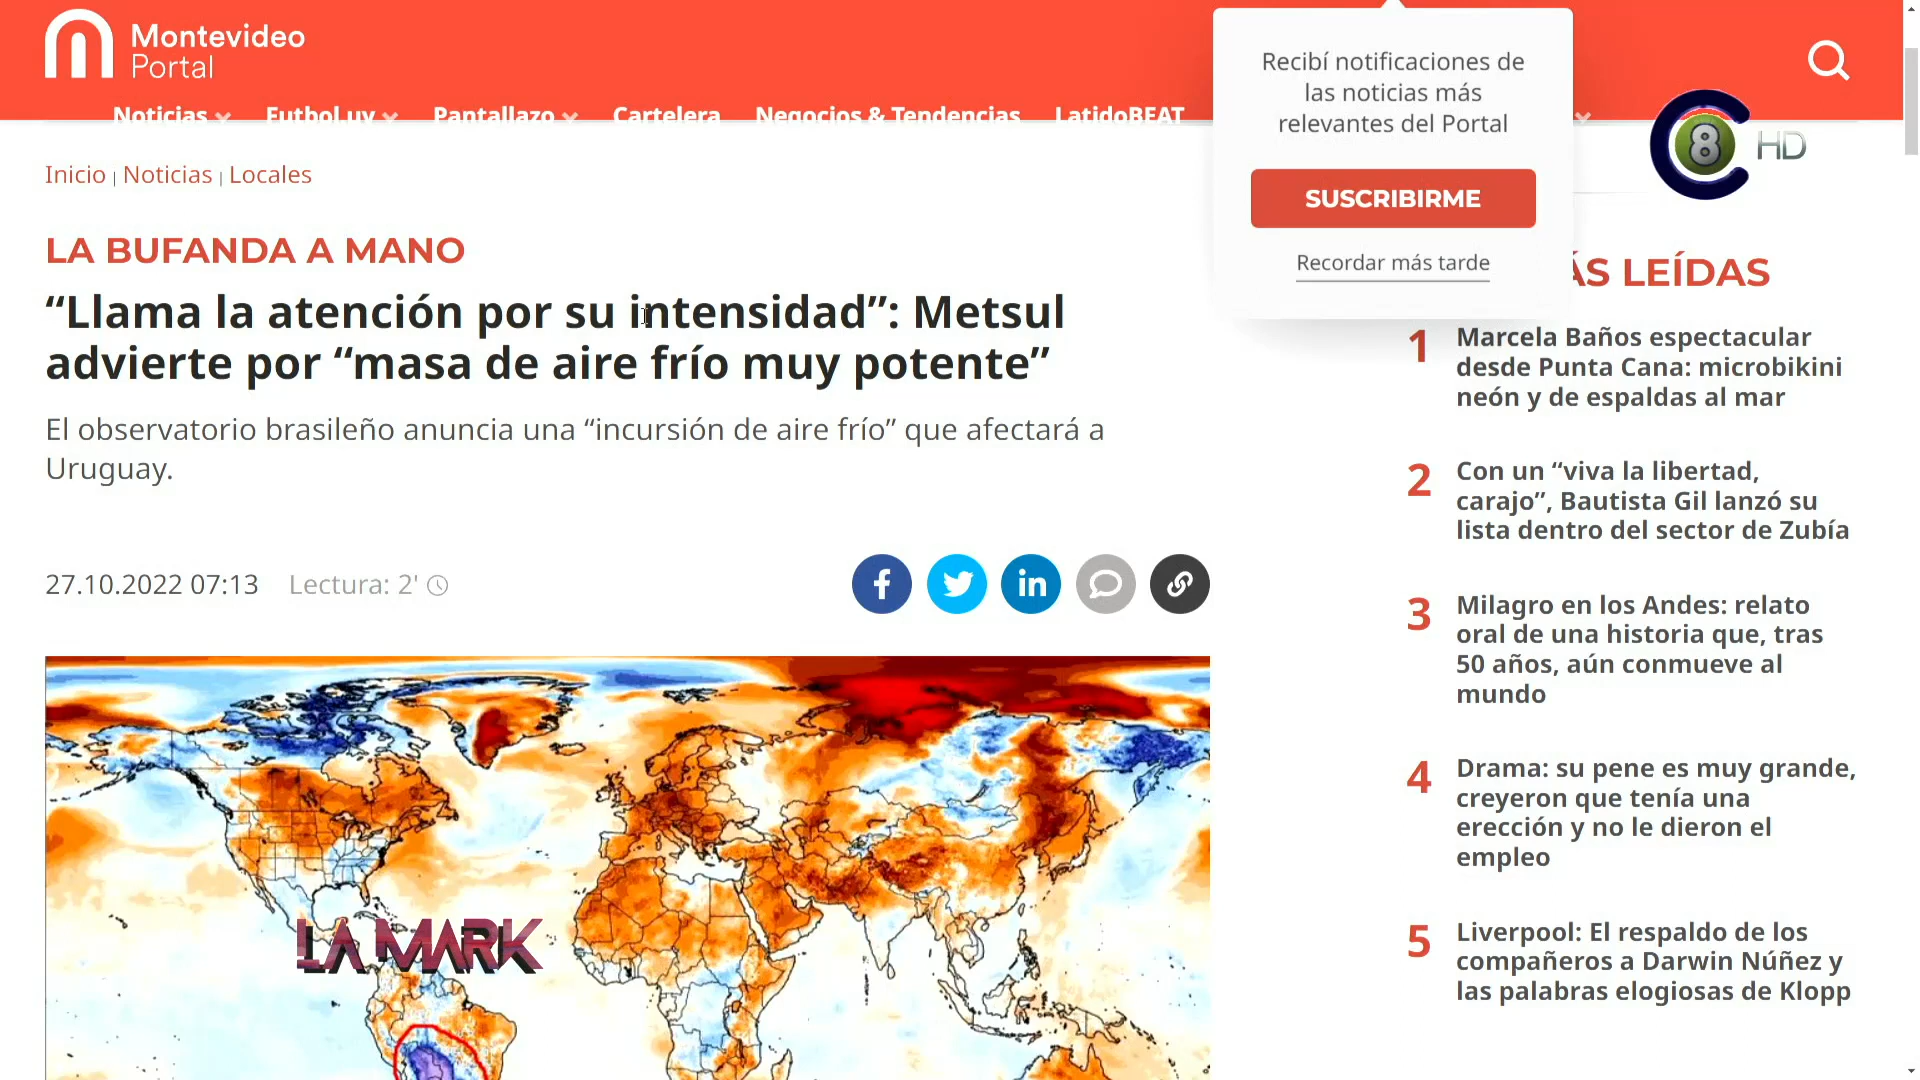 Montevideo
Portal
Noticias
Futbol.uy
Pantallazo
Cartelera
Negocios & Tendencias
LatidoBEAT
Recibí notificaciones de
las noticias más
relevantes del Portal
SUSCRIBIRME
Recordar más tarde
8 HD
Inicio | Noticias | Locales
LA BUFANDA A MANO
“Llama la atención por su intensidad”: Metsul
advierte por “masa de aire frío muy potente”
El observatorio brasileño anuncia una “incursión de aire frío” que afectará a
Uruguay.
27.10.2022 07:13 Lectura: 2'
LA MARK
ÁS LEÍDAS
1 Marcela Baños espectacular
desde Punta Cana: microbikini
neón y de espaldas al mar
2 Con un “viva la libertad,
carajo”, Bautista Gil lanzó su
lista dentro del sector de Zubía
3 Milagro en los Andes: relato
oral de una historia que, tras
50 años, aún conmueve al
mundo
4 Drama: su pene es muy grande,
creyeron que tenía una
erección y no le dieron el
empleo
5 Liverpool: El respaldo de los
compañeros a Darwin Núñez y
las palabras elogiosas de Klopp